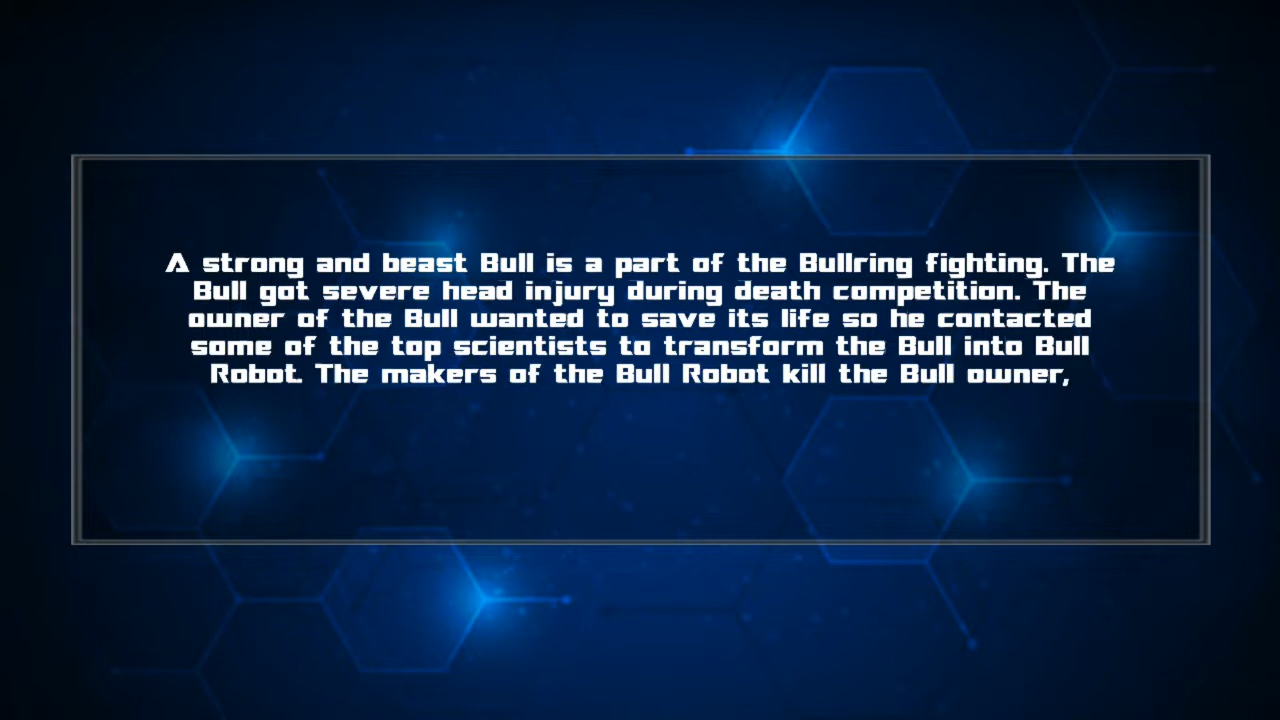 A strong and beast Bull is a part of the Bullring fighting. The
Bull got severe head injury during death competition. The
owner of the Bull wanted to save its life so he contacted
some of the top scientists to transform the Bull into Bull
Robot. The makers of the Bull Robot kill the Bull owner,